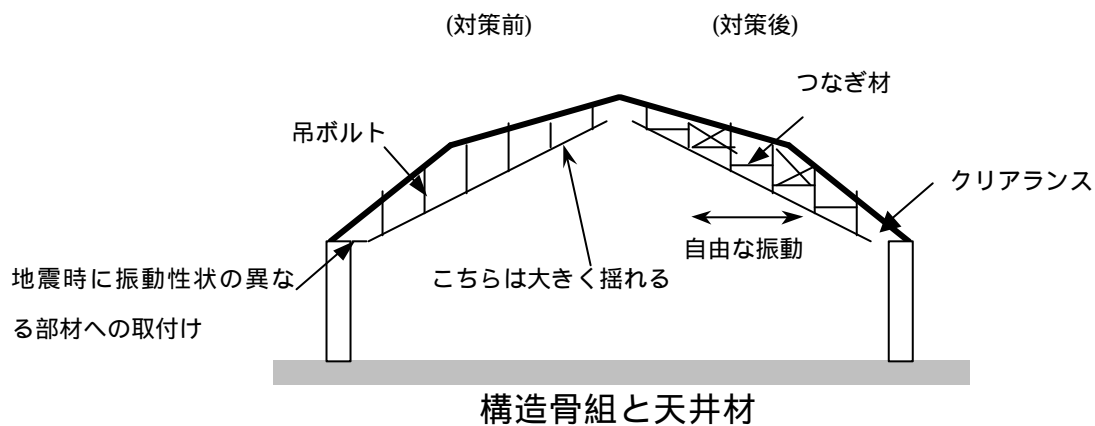 (対策前)
(対策後)
つなぎ材
吊ボルト
クリアランス
自由な振動
地震時に振動性状の異な
る部材への取付け
こちらは大きく揺れる
構造骨組と天井材